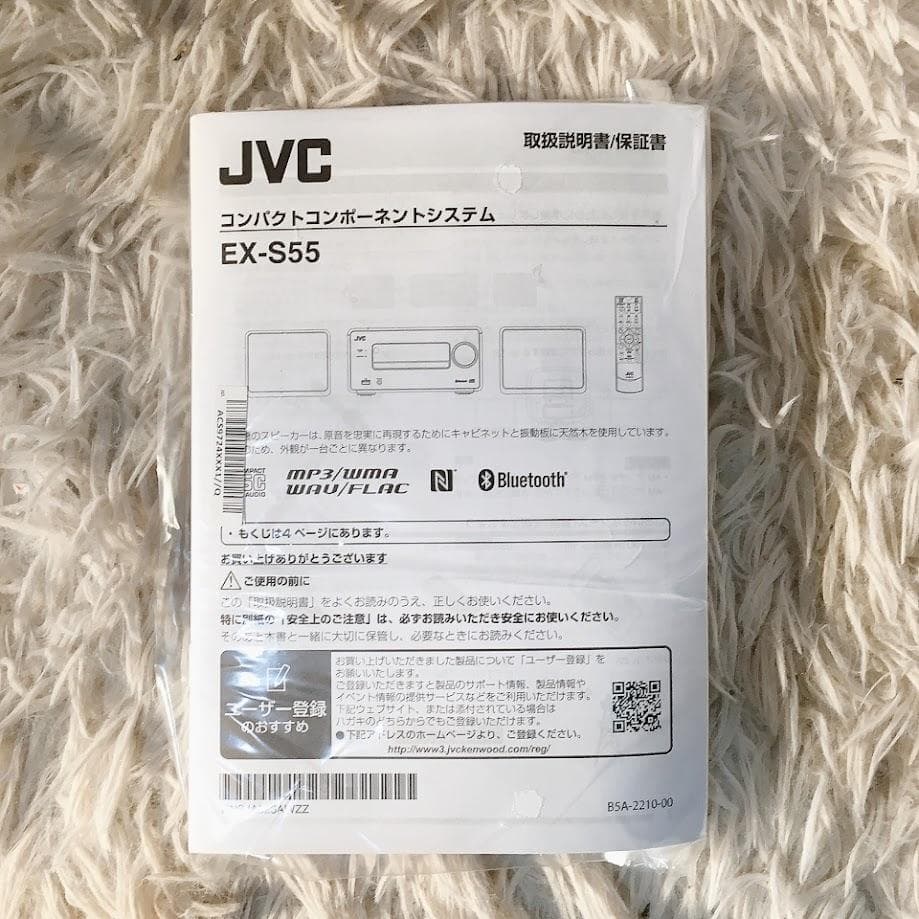 JVC
取扱説明書/保証書
コンパクトコンポーネントシステム
EX-S55
JVC
JVC
ACS9724XXX1/1/Q
のスピーカーは、原音を忠実に再現するためにキャビネットと振動板に天然木を使用しています。
のため、外観が一台ごとに異なります。
MP3/WMA
WAV/FLAC
Bluetooth
・もくじは4ページにあります。
お買い上げありがとうございます
ご使用の前に
この「取扱説明書」をよくお読みのうえ、正しくお使いください。
特に別紙の「安全上のご注意」は、必ずお読みいただき安全にお使いください。
そのあと本書と一緒に大切に保管し、必要なときにお読みください。
ユーザー登録
のおすすめ
お買い上げいただきました製品について「ユーザー登録」を
お願いいたします。
ご登録いただきますと製品のサポート情報、製品情報や
イベント情報の提供サービスなどをご利用いただけます。
下記ウェブサイト、または添付されている場合は
ハガキのどちらからでもご登録いただけます。
●下記アドレスのホームページより、ご登録ください。
http://www3.jvckenwood.com/reg/
B5A-2210-00